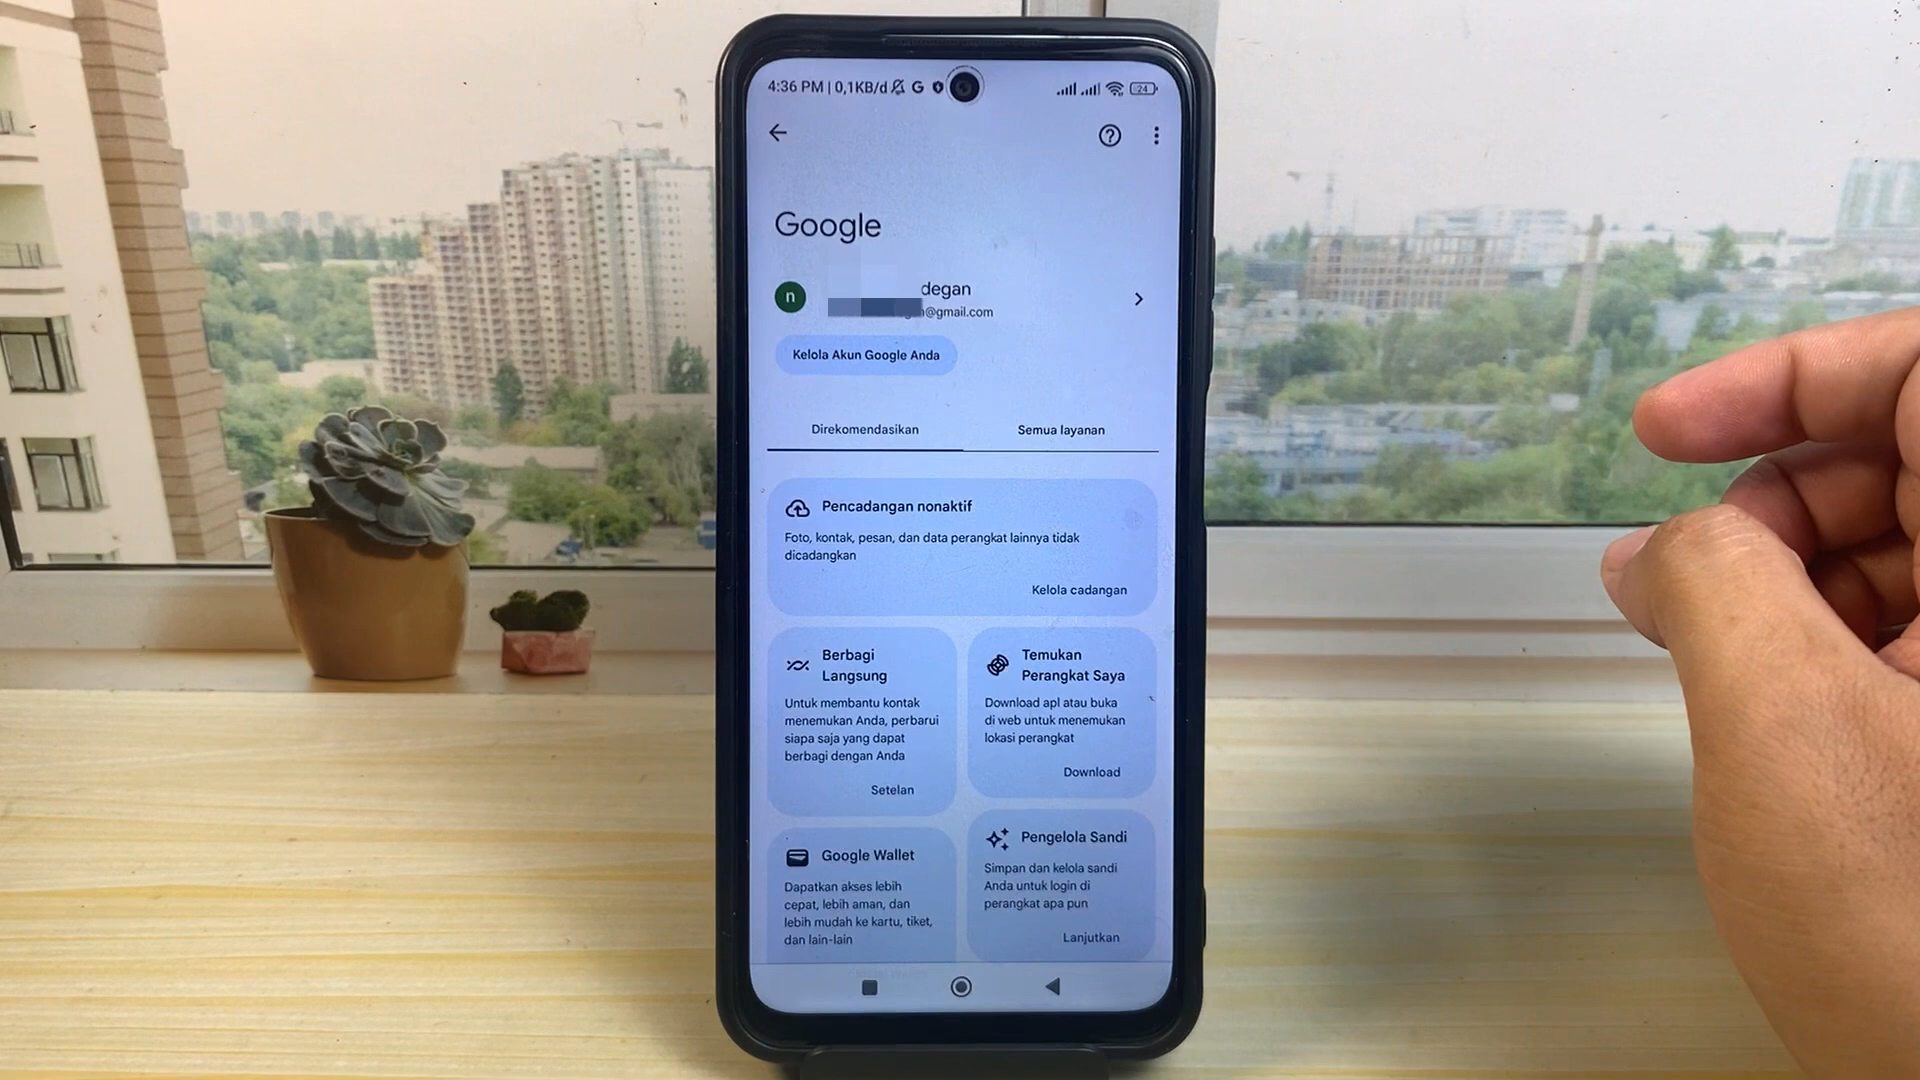 4:36 PM | 0,1KB/d G
24
Google
n
degan
@gmail.com
Kelola Akun Google Anda
Direkomendasikan
Semua layanan
Pencadangan nonaktif
Foto, kontak, pesan, dan data perangkat lainnya tidak
dicadangkan
Kelola cadangan
Berbagi
Langsung
Untuk membantu kontak
menemukan Anda, perbarui
siapa saja yang dapat
berbagi dengan Anda
Setelan
Temukan
Perangkat Saya
Download apl atau buka
di web untuk menemukan
lokasi perangkat
Download
Google Wallet
Dapatkan akses lebih
cepat, lebih aman, dan
lebih mudah ke kartu, tiket,
dan lain-lain
Pengelola Sandi
Simpan dan kelola sandi
Anda untuk login di
perangkat apa pun
Lanjutkan